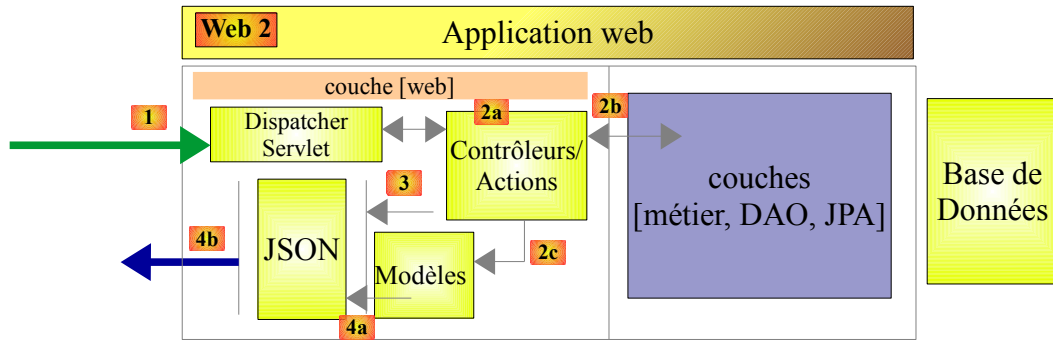 Web 2
Application web
couche [web]
1
Dispatcher
Servlet
2a
2b
Contrôleurs/
Actions
couches
[métier, DAO, JPA]
Base de
Données
3
4b
JSON
Modèles
2c
4a